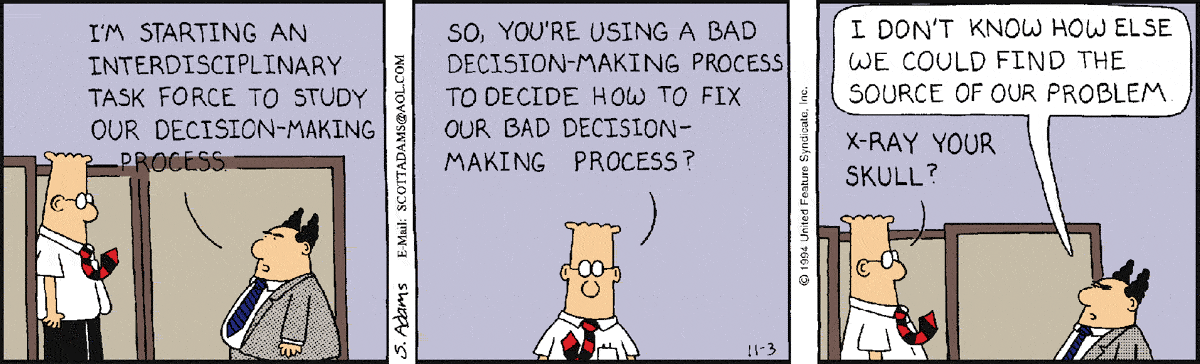 I'M STARTING AN
INTERDISCIPLINARY
TASK FORCE TO STUDY
OUR DECISION-MAKING
PROCESS.
S. Adams
E-Mail: SCOTTADAMS@AOL.COM
SO, YOU'RE USING A BAD
DECISION-MAKING PROCESS
TO DECIDE HOW TO FIX
OUR BAD DECISION-
MAKING PROCESS?
11-3
© 1994 United Feature Syndicate, Inc.
I DON'T KNOW HOW ELSE
WE COULD FIND THE
SOURCE OF OUR PROBLEM.
X-RAY YOUR
SKULL?